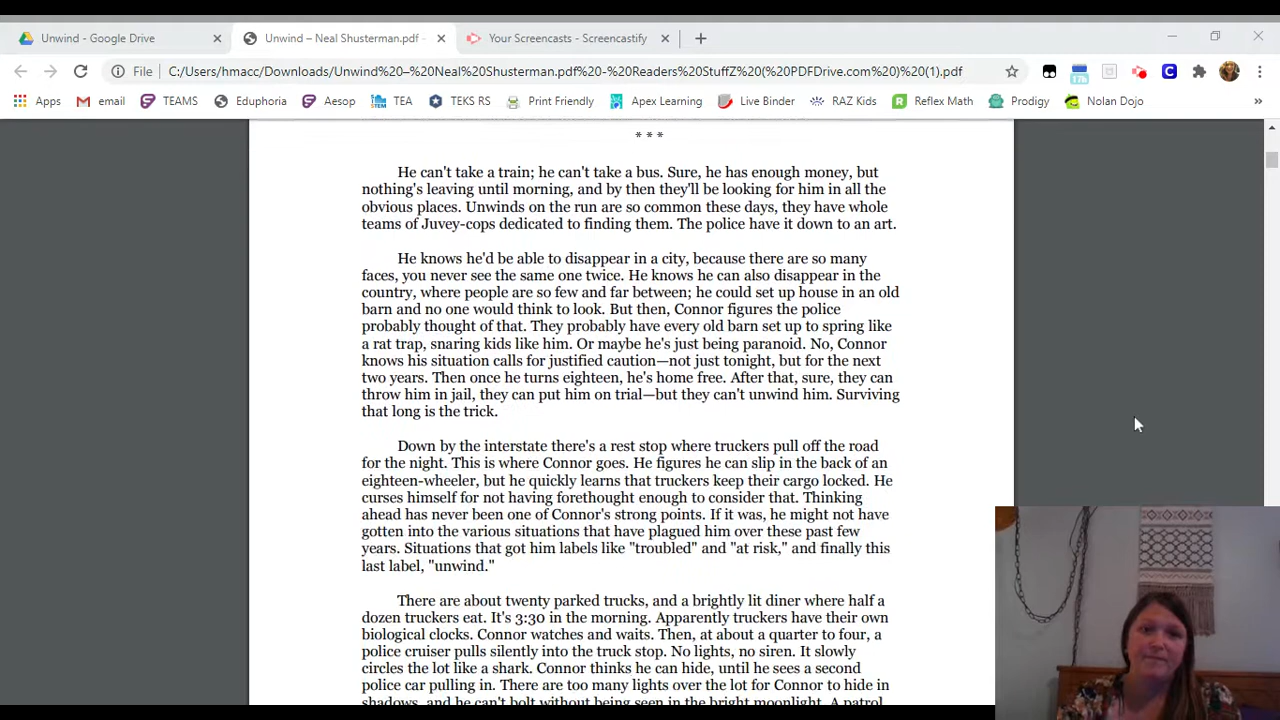 Unwind - Google Drive
Unwind – Neal Shusterman.pdf -
Your Screencasts - Screencastify
File
C:/Users/hmacc/Downloads/Unwind%20-%20Neal%20Shusterman.pdf%20-%20Readers%20Stuff7%20(%20PDFDrive.com%20)%20(1).pdf
17h
Apps email TEAMS Eduphoria Aesop TEA TEKS RS Print Friendly Apex Learning Live Binder RAZ Kids Reflex Math Prodigy Nolan Dojo »
* * *
He can't take a train; he can't take a bus. Sure, he has enough money, but
nothing's leaving until morning, and by then they'll be looking for him in all the
obvious places. Unwinds on the run are so common these days, they have whole
teams of Juvey-cops dedicated to finding them. The police have it down to an art.
He knows he'd be able to disappear in a city, because there are so many
faces, you never see the same one twice. He knows he can also disappear in the
country, where people are so few and far between; he could set up house in an old
barn and no one would think to look. But then, Connor figures the police
probably thought of that. They probably have every old barn set up to spring like
a rat trap, snaring kids like him. Or maybe he's just being paranoid. No, Connor
knows his situation calls for justified caution—not just tonight, but for the next
two years. Then once he turns eighteen, he's home free. After that, sure, they can
throw him in jail, they can put him on trial—but they can't unwind him. Surviving
that long is the trick.
Down by the interstate there's a rest stop where truckers pull off the road
for the night. This is where Connor goes. He figures he can slip in the back of an
eighteen-wheeler, but he quickly learns that truckers keep their cargo locked. He
curses himself for not having forethought enough to consider that. Thinking
ahead has never been one of Connor's strong points. If it was, he might not have
gotten into the various situations that have plagued him over these past few
years. Situations that got him labels like "troubled" and "at risk," and finally this
last label, "unwind."
There are about twenty parked trucks, and a brightly lit diner where half a
dozen truckers eat. It's 3:30 in the morning. Apparently truckers have their own
biological clocks. Connor watches and waits. Then, at about a quarter to four, a
police cruiser pulls silently into the truck stop. No lights, no siren. It slowly
circles the lot like a shark. Connor thinks he can hide, until he sees a second
police car pulling in. There are too many lights over the lot for Connor to hide in
shadows, and he can't bolt without being seen in the bright moonlight. A patrol